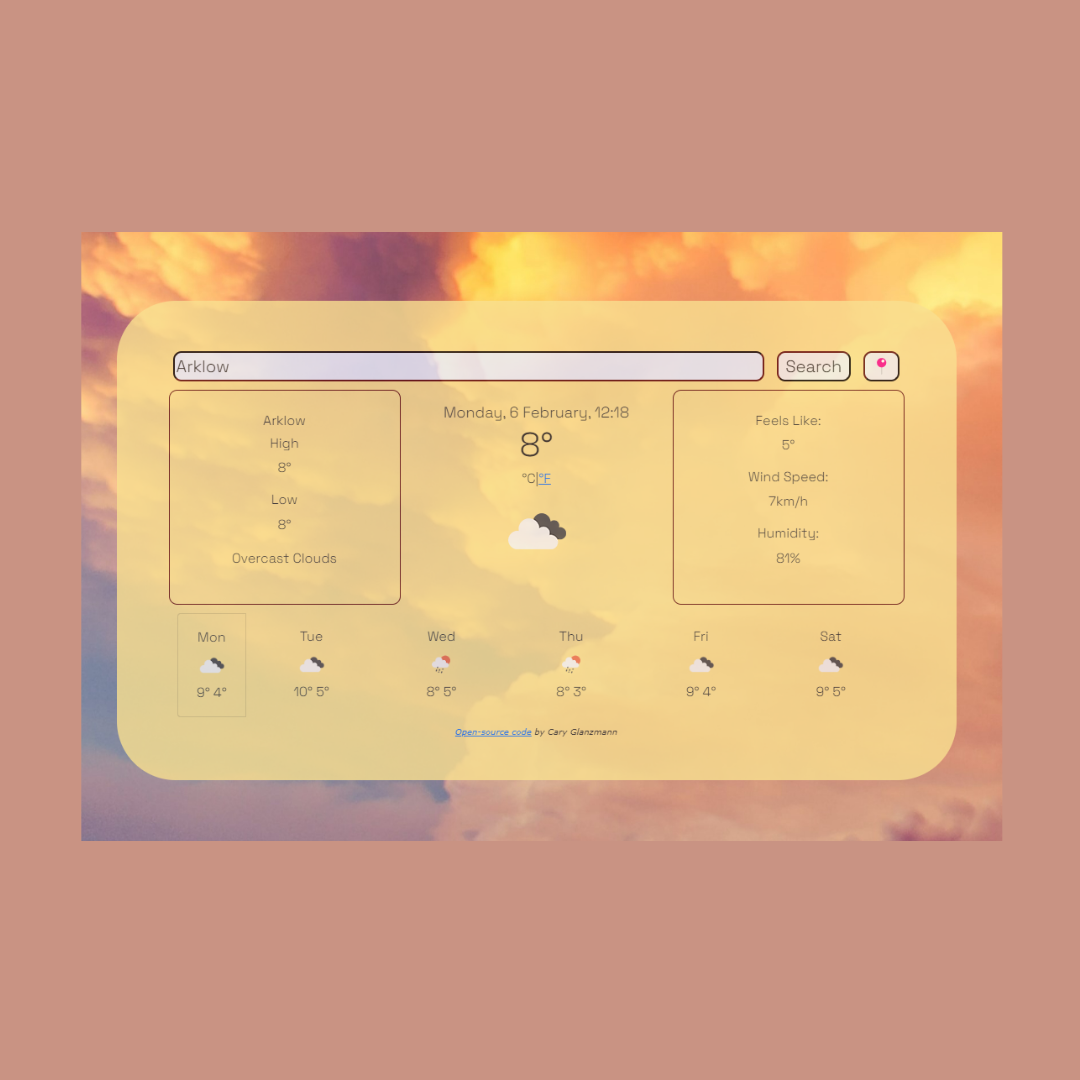 Arklow
Search
Arklow
High
8°
Low
8°
Overcast Clouds
Monday, 6 February, 12:18
8°
°C|°F
Feels Like:
5°
Wind Speed:
7km/h
Humidity:
81%
Mon
9° 4°
Tue
10° 5°
Wed
8° 5°
Thu
8° 3°
Fri
9° 4°
Sat
9° 5°
Open-source code by Cary Glanzmann